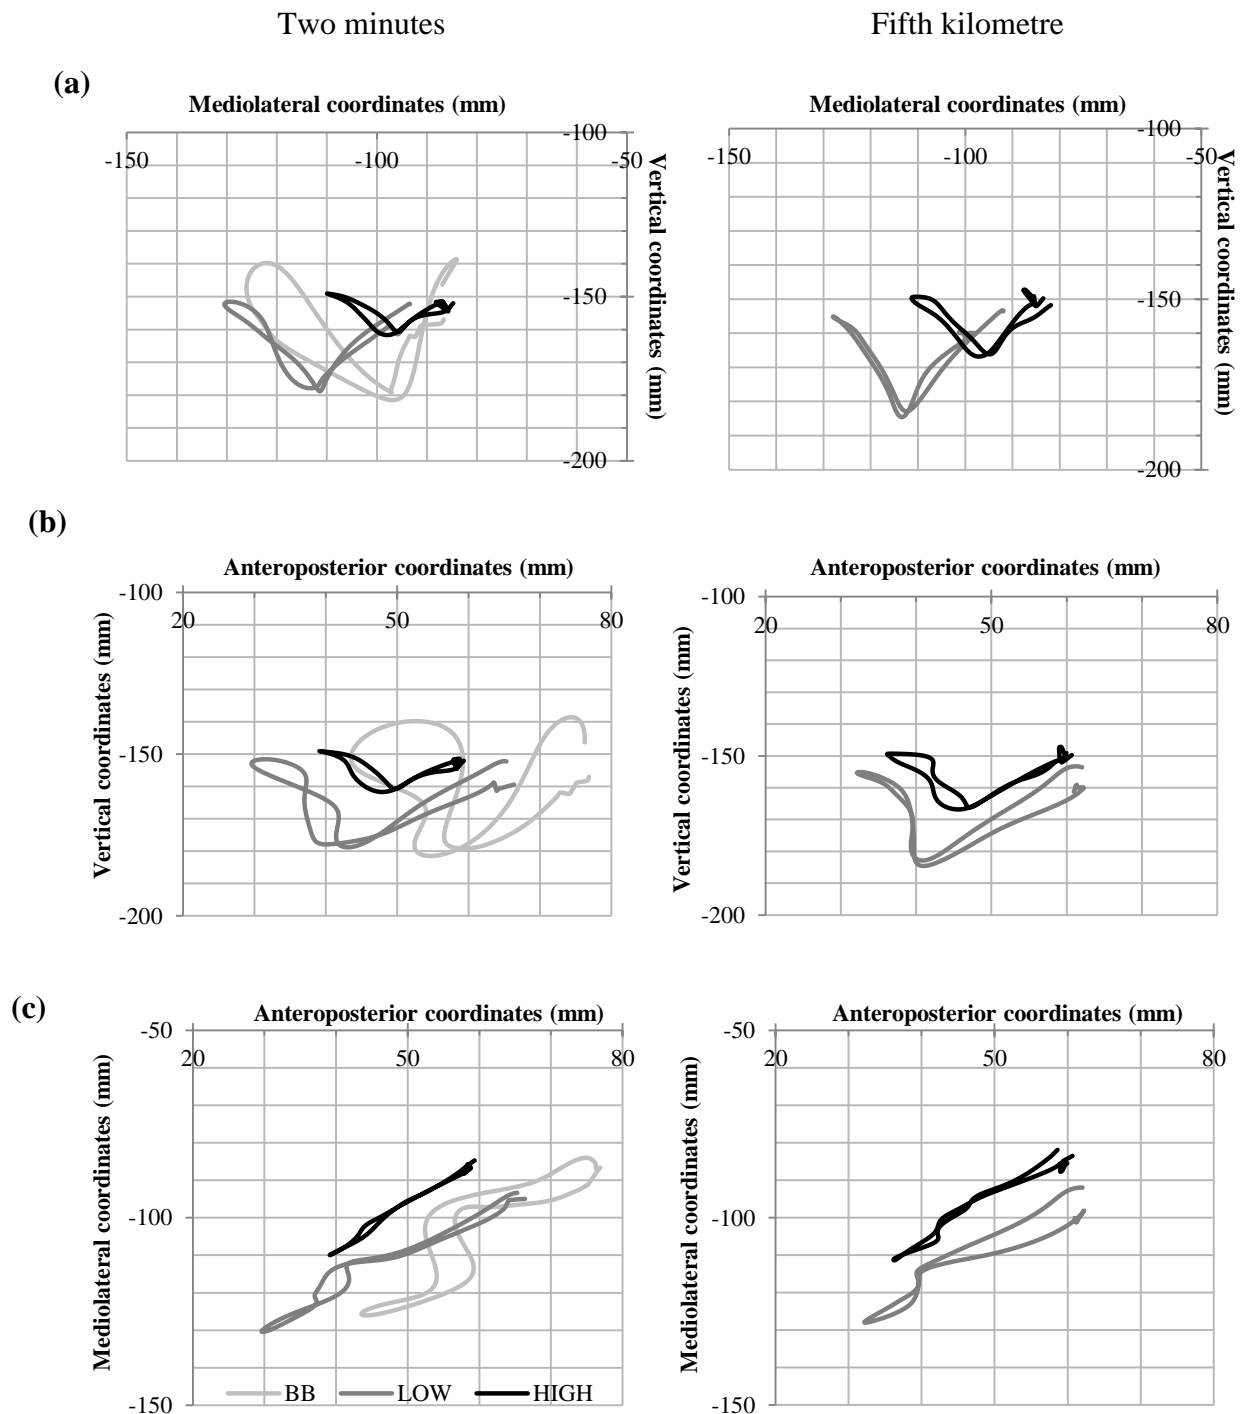 Two minutes
Fifth kilometre
(a)
Mediolateral coordinates (mm)
-100
-150
-100
-50
-150
-200
Vertical coordinates (mm)
Mediolateral coordinates (mm)
-100
-150
-100
-50
-150
-200
Vertical coordinates (mm)
(b)
Anteroposterior coordinates (mm)
-100
20
50
80
-150
-200
Vertical coordinates (mm)
Anteroposterior coordinates (mm)
-100
20
50
80
-150
-200
Vertical coordinates (mm)
(c)
Anteroposterior coordinates (mm)
-50
20
50
80
-100
-150
Mediolateral coordinates (mm)
BB
LOW
HIGH
Anteroposterior coordinates (mm)
-50
20
50
80
-100
-150
Mediolateral coordinates (mm)